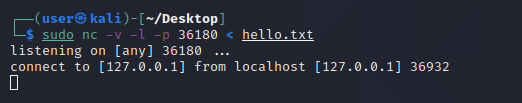 ┌──(user㉿kali)-[~/Desktop]
└─$ sudo nc -v -l -p 36180 < hello.txt
listening on [any] 36180 ...
connect to [127.0.0.1] from localhost [127.0.0.1] 36932